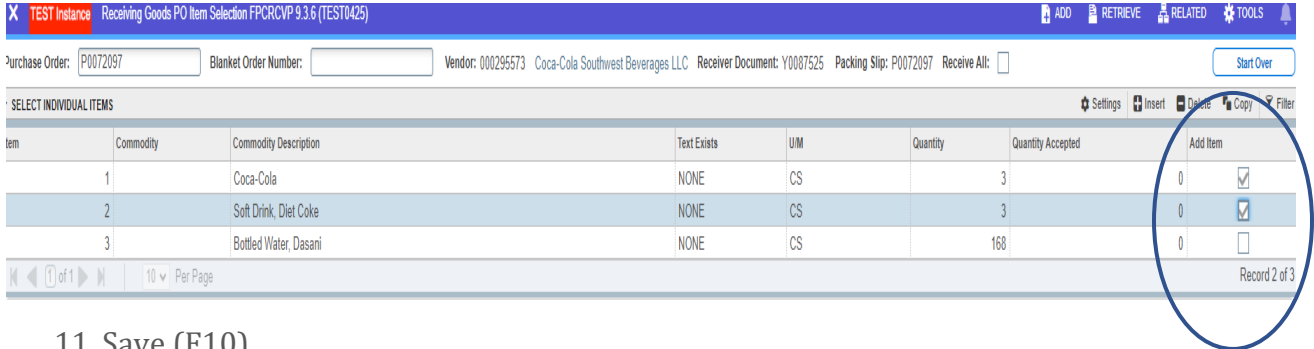 X TEST Instance Receiving Goods PO Item Selection FPCRCVP 9.3.6 (TEST0425) ADD RETRIEVE RELATED TOOLS
Purchase Order: P0072097 Blanket Order Number: Vendor: 000295573 Coca-Cola Southwest Beverages LLC Receiver Document: Y0087525 Packing Slip: P0072097 Receive All: Start Over
SELECT INDIVIDUAL ITEMS Settings Insert Delete Copy Filter
Item Commodity Commodity Description Text Exists U/M Quantity Quantity Accepted Add Item
1 Coca-Cola NONE CS 3 0
2 Soft Drink, Diet Coke NONE CS 3 0
3 Bottled Water, Dasani NONE CS 168 0
1 of 1 10 Per Page Record 2 of 3
11. Save (F10)